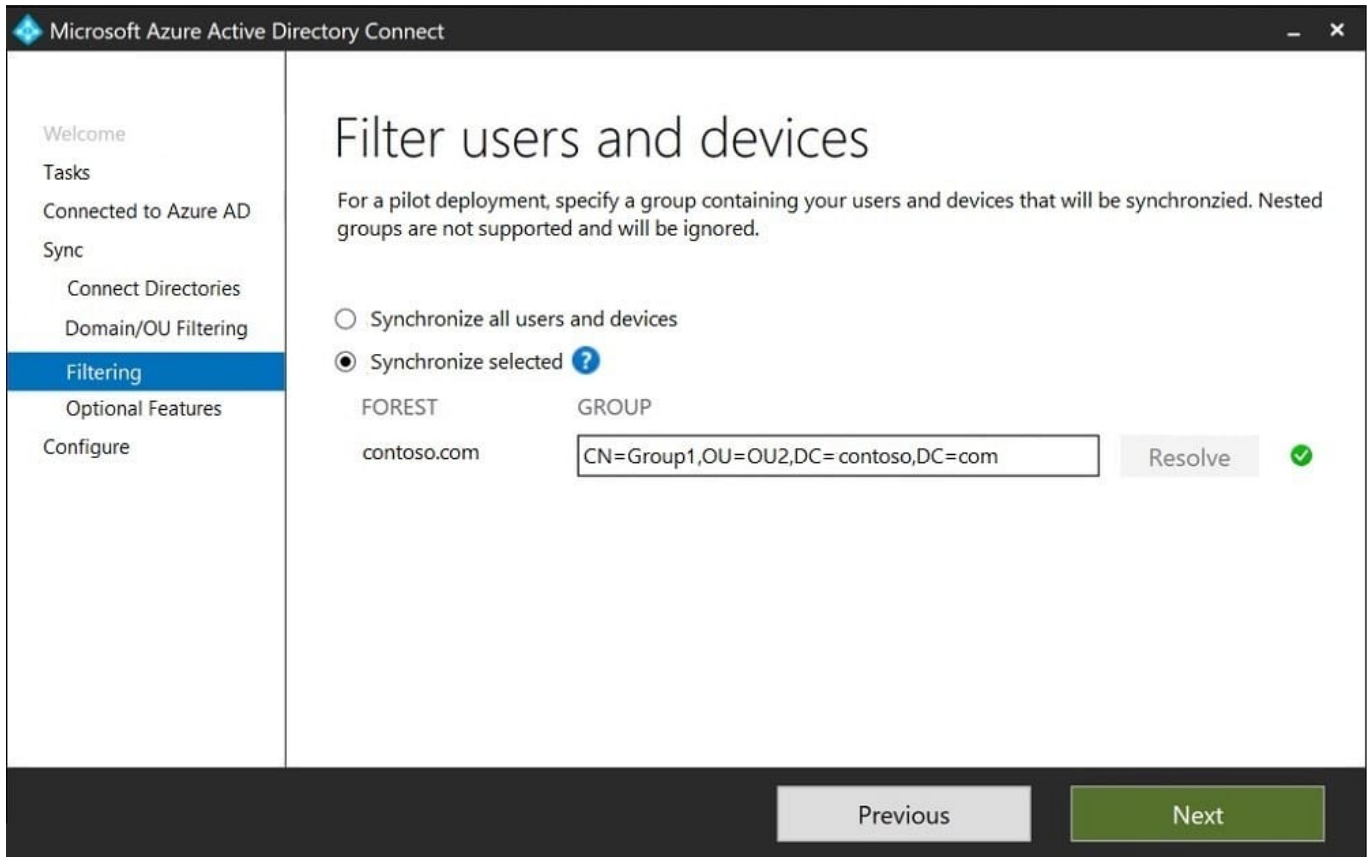 Microsoft Azure Active Directory Connect
Welcome
Tasks
Connected to Azure AD
Sync
Connect Directories
Domain/OU Filtering
Filtering
Optional Features
Configure
Filter users and devices
For a pilot deployment, specify a group containing your users and devices that will be synchronzied. Nested
groups are not supported and will be ignored.
Synchronize all users and devices
Synchronize selected ?
FOREST GROUP
contoso.com CN=Group1,OU=OU2,DC=contoso,DC=com Resolve
Previous Next